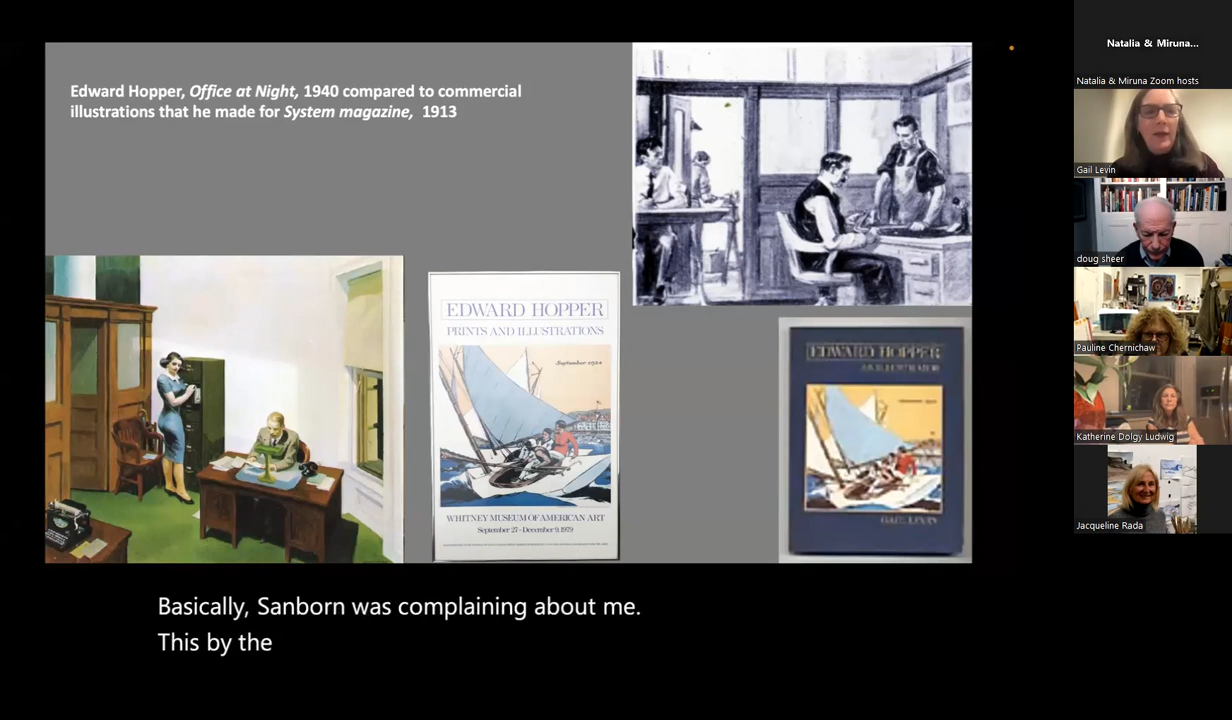 Edward Hopper, Office at Night, 1940 compared to commercial
illustrations that he made for System magazine, 1913
EDWARD HOPPER
PRINTS AND ILLUSTRATIONS
September 1924
WHITNEY MUSEUM OF AMERICAN ART
September 27 - December 9, 1979
EDWARD HOPPER
AS ILLUSTRATOR
GAIL LEVIN
Basically, Sanborn was complaining about me.
This by the
Natalia & Miruna...
Natalia & Miruna Zoom hosts
Gail Levin
doug sheer
Pauline Chernichaw
Katherine Dolgy Ludwig
Jacqueline Rada